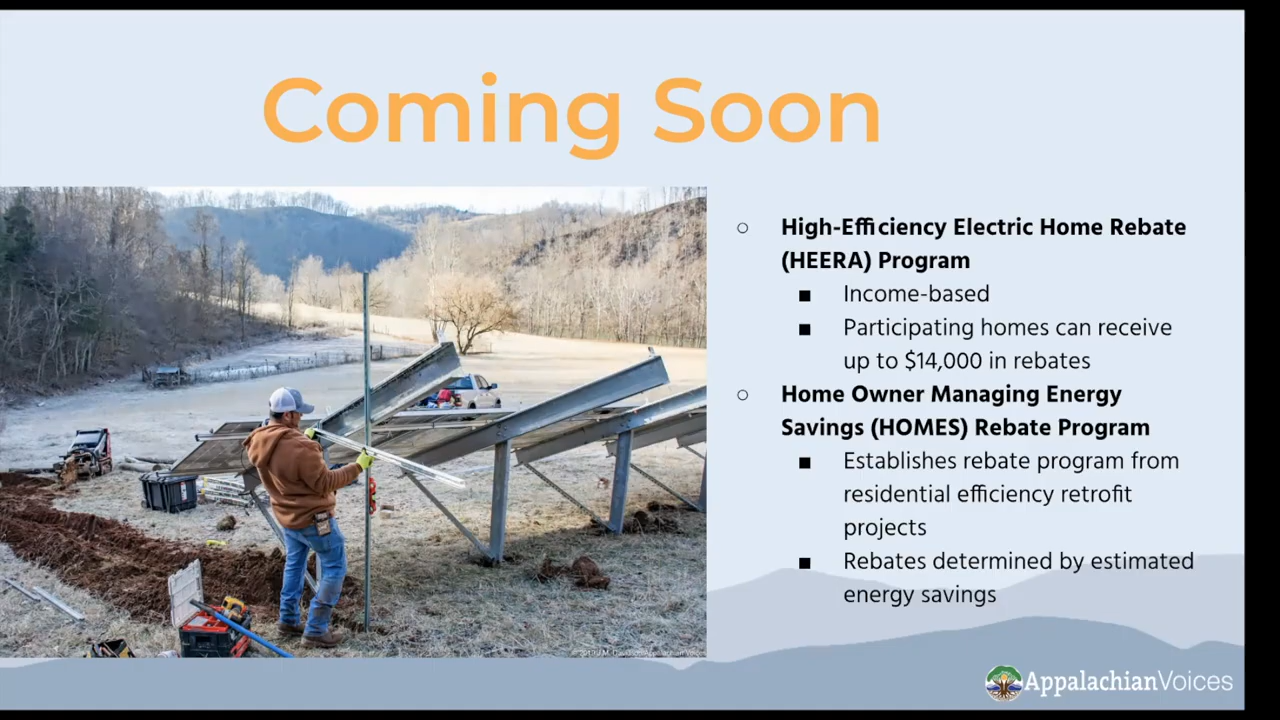 Coming Soon
○ High-Efficiency Electric Home Rebate
(HEERA) Program
■ Income-based
■ Participating homes can receive
up to $14,000 in rebates
○ Home Owner Managing Energy
Savings (HOMES) Rebate Program
■ Establishes rebate program from
residential efficiency retrofit
projects
■ Rebates determined by estimated
energy savings
AppalachianVoices